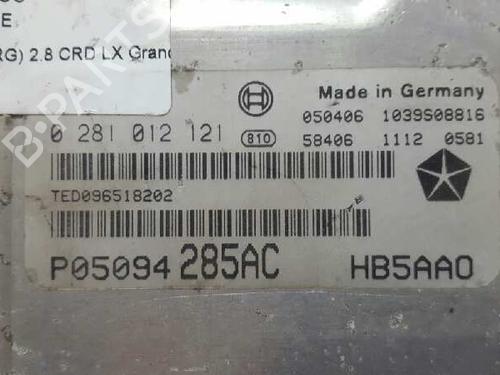 E
RG) 2.8 CRD LX Grand
B-PARTS
Made in Germany
050406 1039S08816
0 281 012 121 810 58406 1112 0581
TED096518202
P05094 285AC HB5AA0